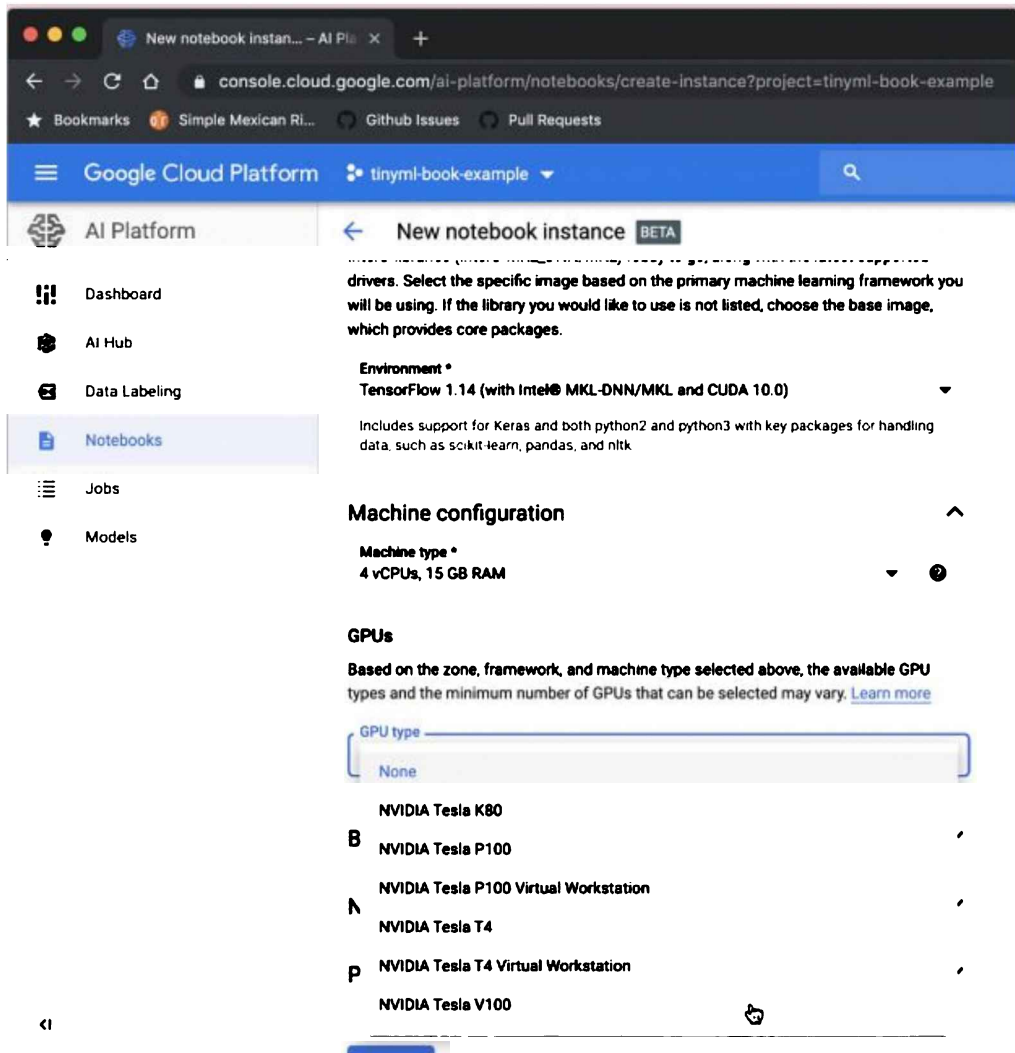 New notebook instan... – AI Pla
console.cloud.google.com/ai-platform/notebooks/create-instance?project=tinyml-book-example
Bookmarks
Simple Mexican Ri...
Github Issues
Pull Requests
Google Cloud Platform
tinyml-book-example
AI Platform
New notebook instance BETA
drivers. Select the specific image based on the primary machine learning framework you
will be using. If the library you would like to use is not listed, choose the base image,
which provides core packages.
Dashboard
AI Hub
Data Labeling
Notebooks
Jobs
Models
Environment *
TensorFlow 1.14 (with Intel® MKL-DNN/MKL and CUDA 10.0)
Includes support for Keras and both python2 and python3 with key packages for handling
data, such as scikit-learn, pandas, and nltk
Machine configuration
Machine type *
4 vCPUs, 15 GB RAM
GPUs
Based on the zone, framework, and machine type selected above, the available GPU
types and the minimum number of GPUs that can be selected may vary. Learn more
GPU type
None
NVIDIA Tesla K80
B
NVIDIA Tesla P100
NVIDIA Tesla P100 Virtual Workstation
NVIDIA Tesla T4
P
NVIDIA Tesla T4 Virtual Workstation
NVIDIA Tesla V100